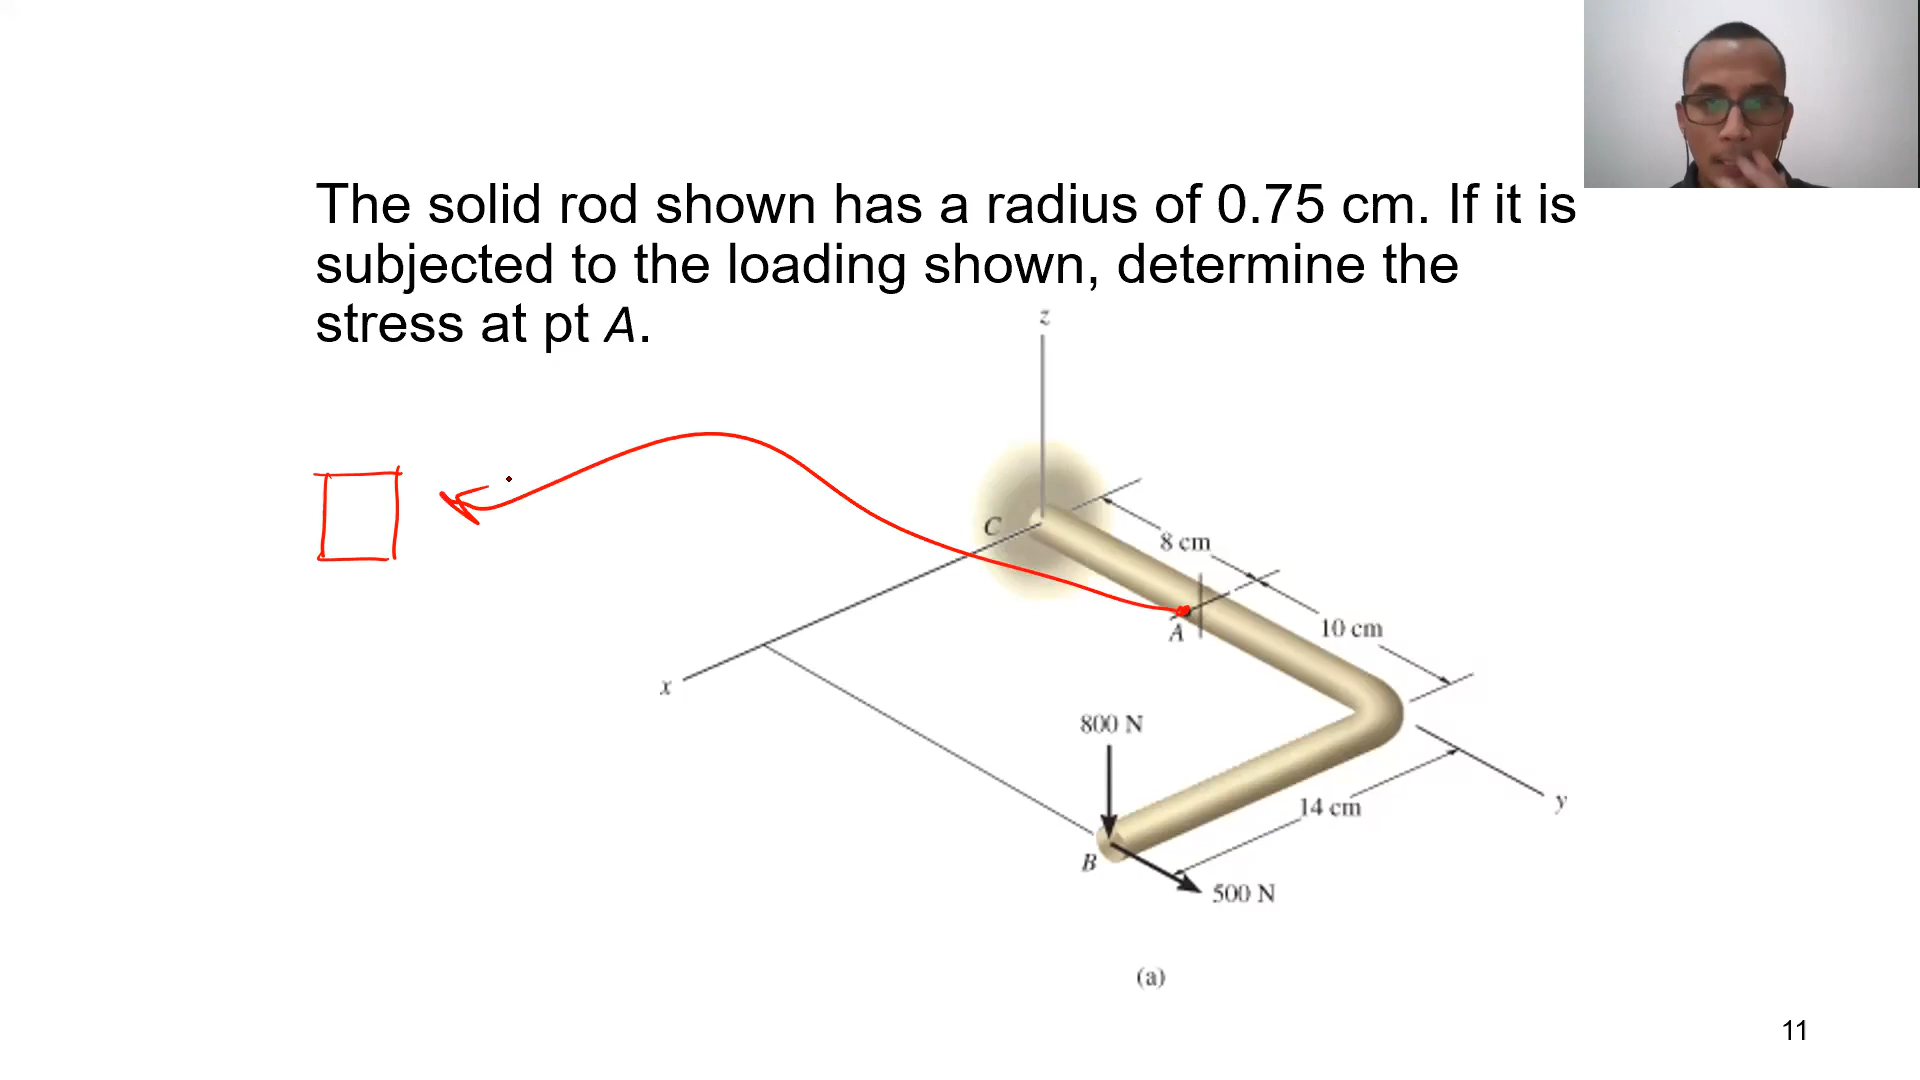 The solid rod shown has a radius of 0.75 cm. If it is
subjected to the loading shown, determine the
stress at pt A.
z
C
8 cm
10 cm
A
x
800 N
14 cm
y
B
500 N
(a)
11